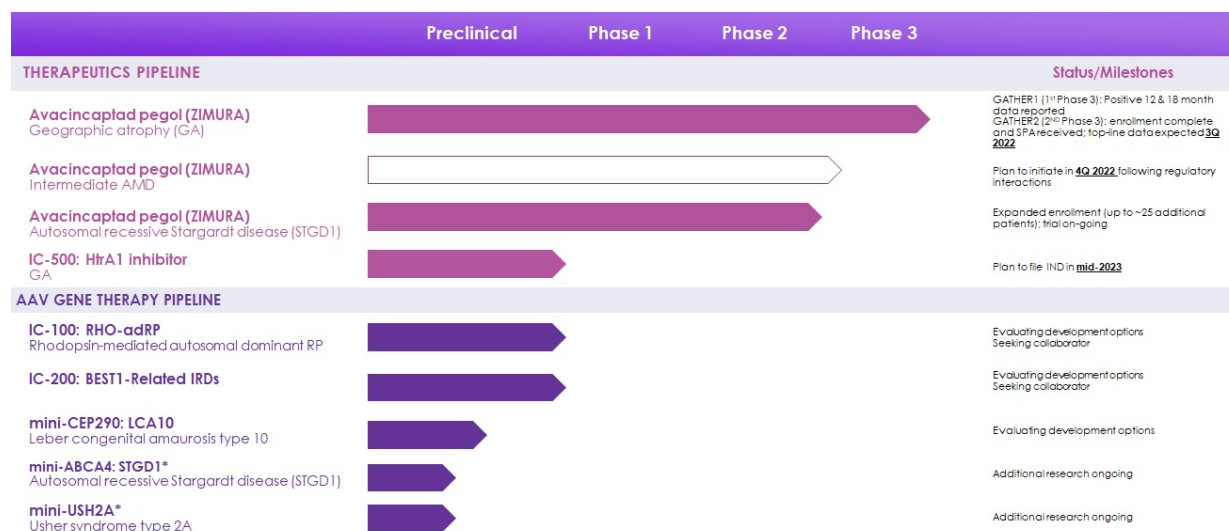 Preclinical Phase 1 Phase 2 Phase 3
THERAPEUTICS PIPELINE Status/Milestones
Avacincaptad pegol (ZIMURA)
Geographic atrophy (GA)
GATHER1 (1st Phase 3): Positive 12 & 18 month
data reported
GATHER2 (2ND Phase 3): enrollment complete
and SPA received; top-line data expected 3Q
2022
Avacincaptad pegol (ZIMURA)
Intermediate AMD
Plan to initiate in 4Q 2022 following regulatory
interactions
Avacincaptad pegol (ZIMURA)
Autosomal recessive Stargardt disease (STGD1)
Expanded enrollment (up to ~25 additional
patients); trial on-going
IC-500: HtrA1 inhibitor
GA
Plan to file IND in mid-2023
AAV GENE THERAPY PIPELINE
IC-100: RHO-adRP
Rhodopsin-mediated autosomal dominant RP
Evaluating development options
Seeking collaborator
IC-200: BEST1-Related IRDs
Evaluating development options
Seeking collaborator
mini-CEP290: LCA10
Leber congenital amaurosis type 10
Evaluating development options
mini-ABCA4: STGD1*
Autosomal recessive Stargardt disease (STGD1)
Additional research ongoing
mini-USH2A*
Usher syndrome type 2A
Additional research ongoing